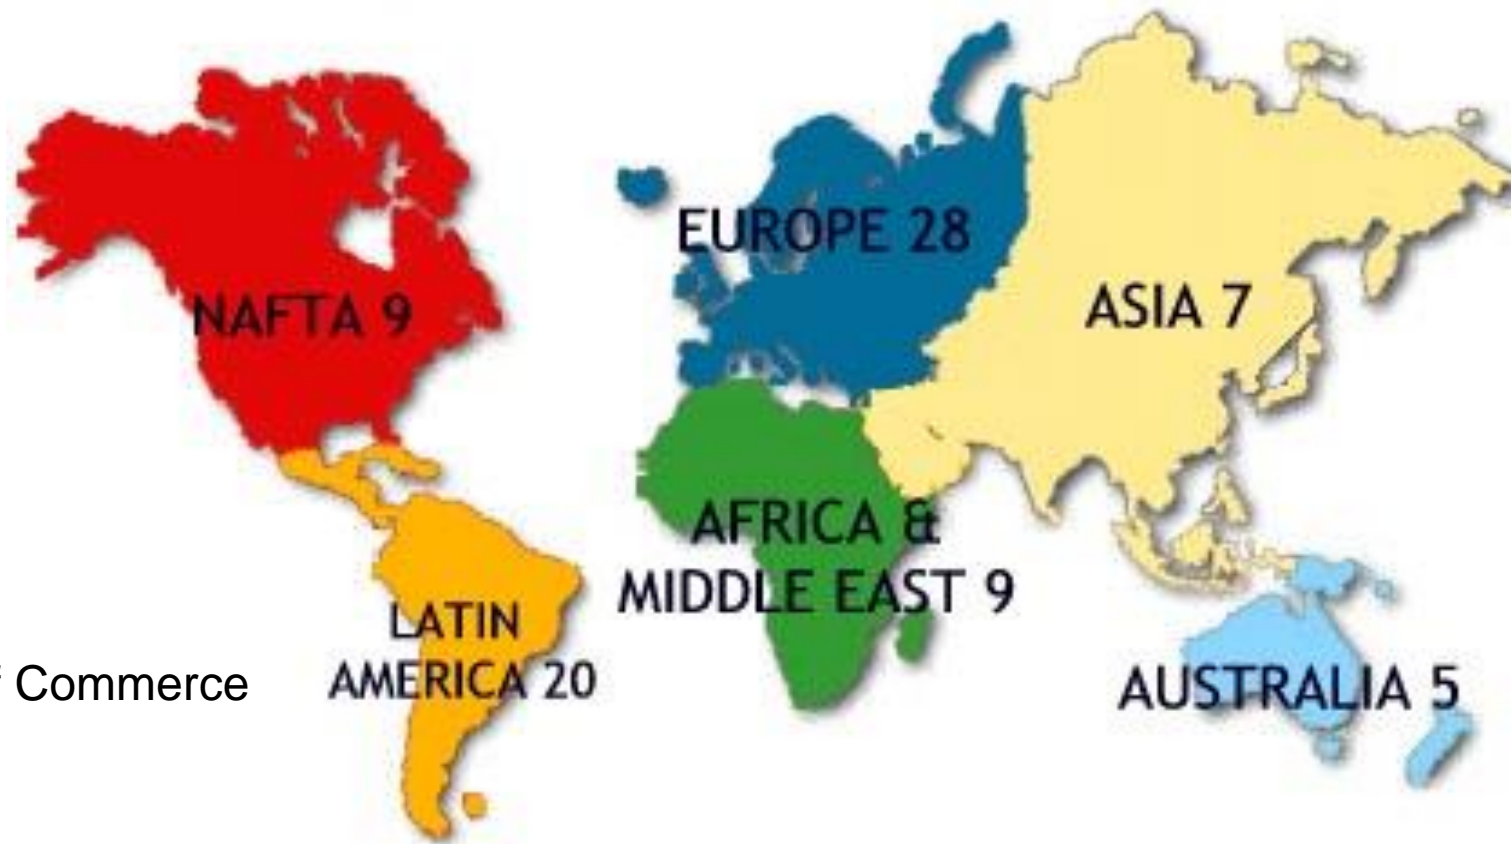 EUROPE 28
NAFTA 9
ASIA 7
AFRICA &
MIDDLE EAST 9
LATIN
AMERICA 20
Commerce
AUSTRALIA 5